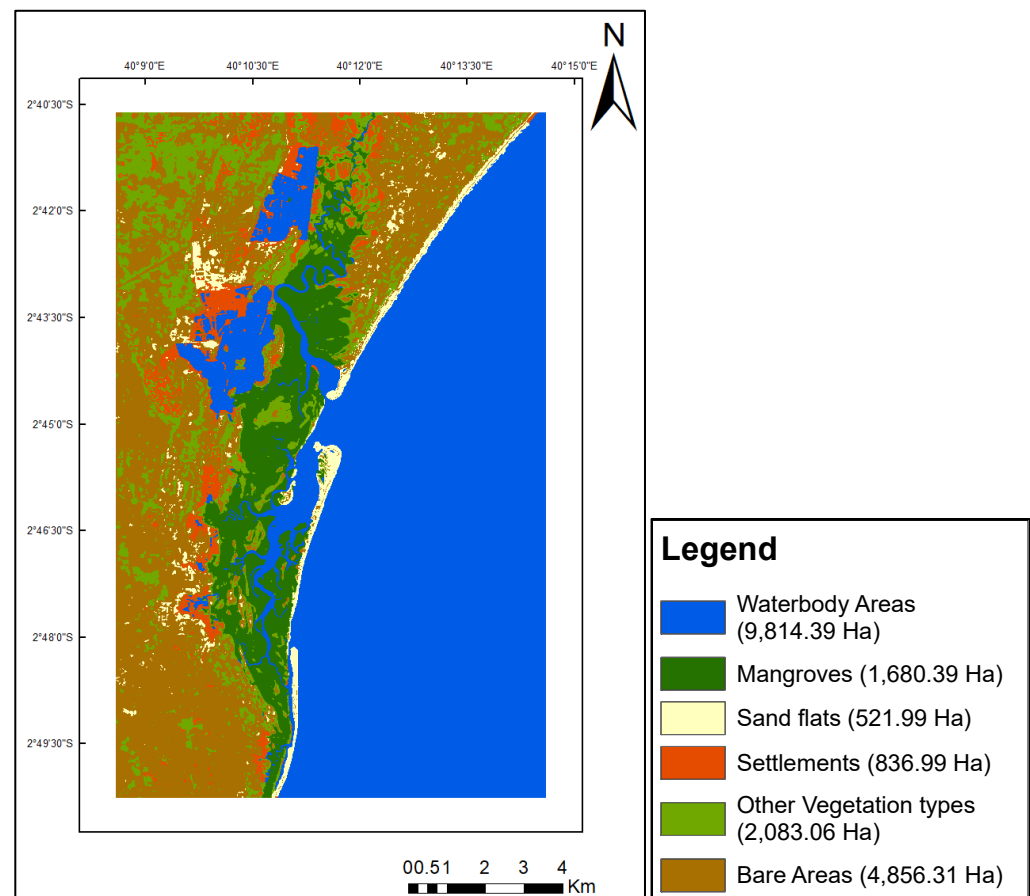 N
40°9'0"E 40°10'30"E 40°12'0"E 40°13'30"E 40°15'0"E
2°40'30"S
2°42'0"S
2°43'30"S
2°45'0"S
2°46'30"S
2°48'0"S
2°49'30"S
00.51 2 3 4
Km
Legend
Waterbody Areas
(9,814.39 Ha)
Mangroves (1,680.39 Ha)
Sand flats (521.99 Ha)
Settlements (836.99 Ha)
Other Vegetation types
(2,083.06 Ha)
Bare Areas (4,856.31 Ha)